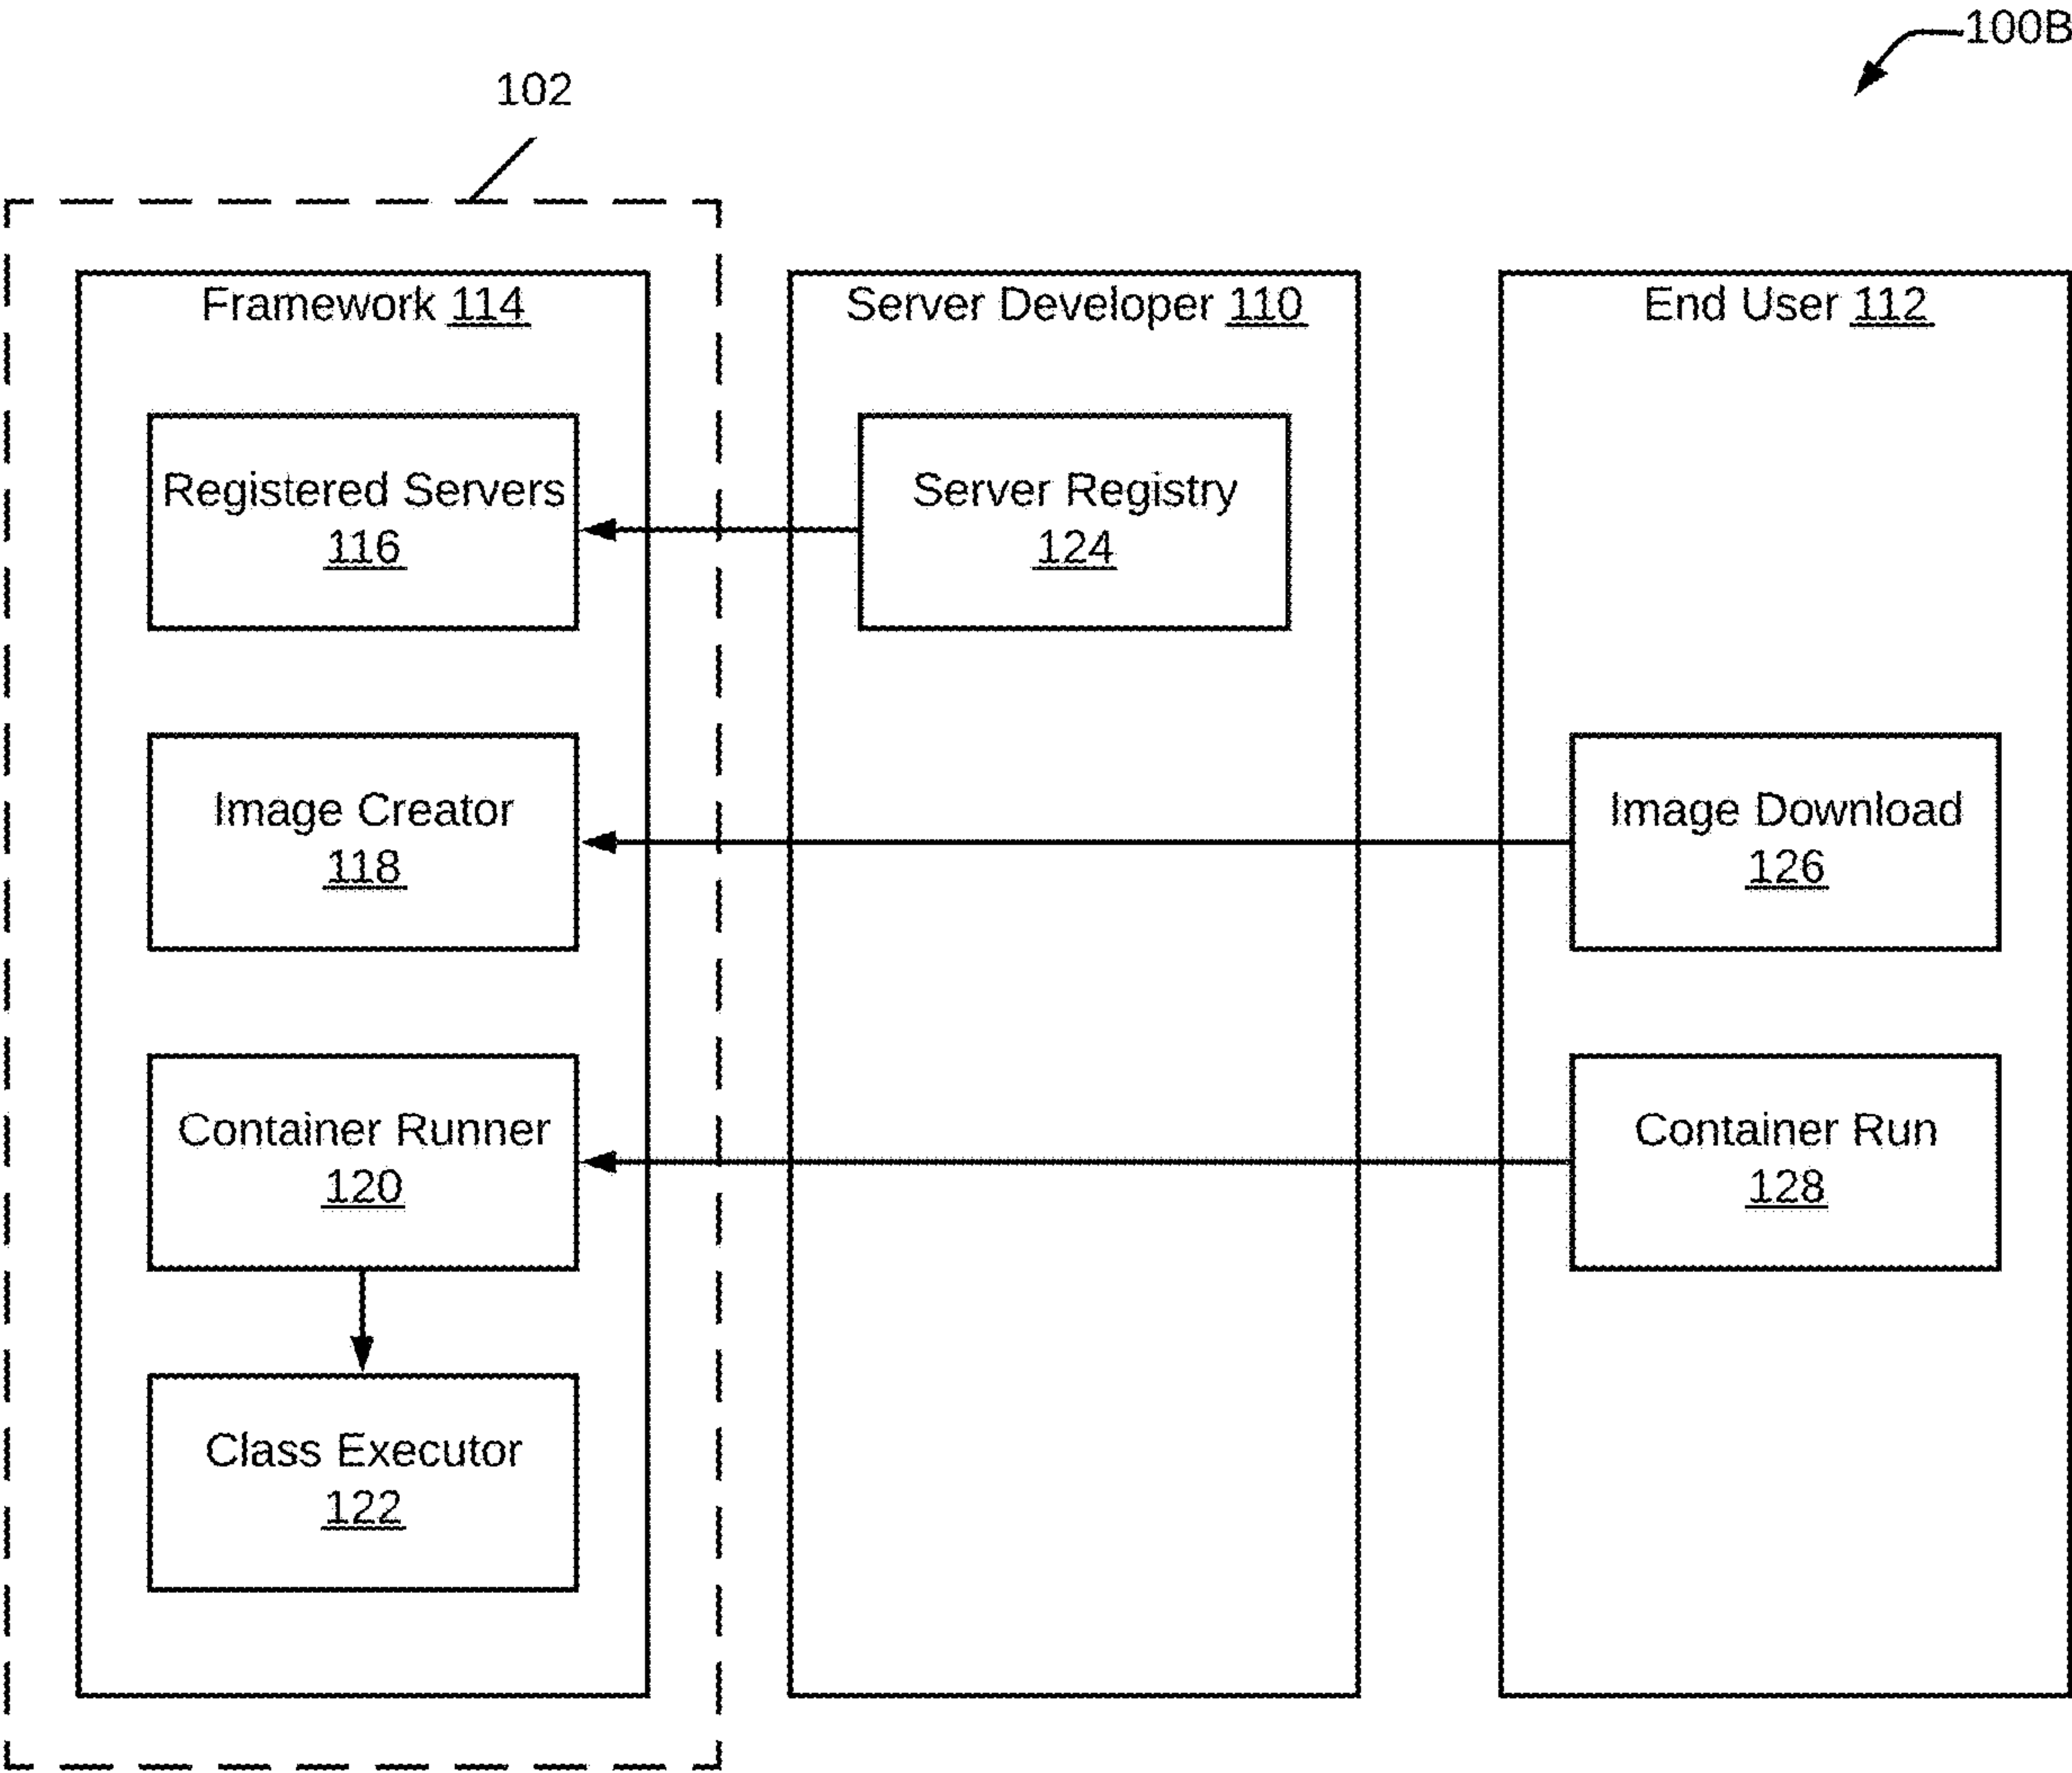 100B
102
Framework 114
Server Developer 110
End User 112
Registered Servers
116
Server Registry
124
Image Creator
118
Image Download
126
Container Runner
120
Container Run
128
Class Executor
122